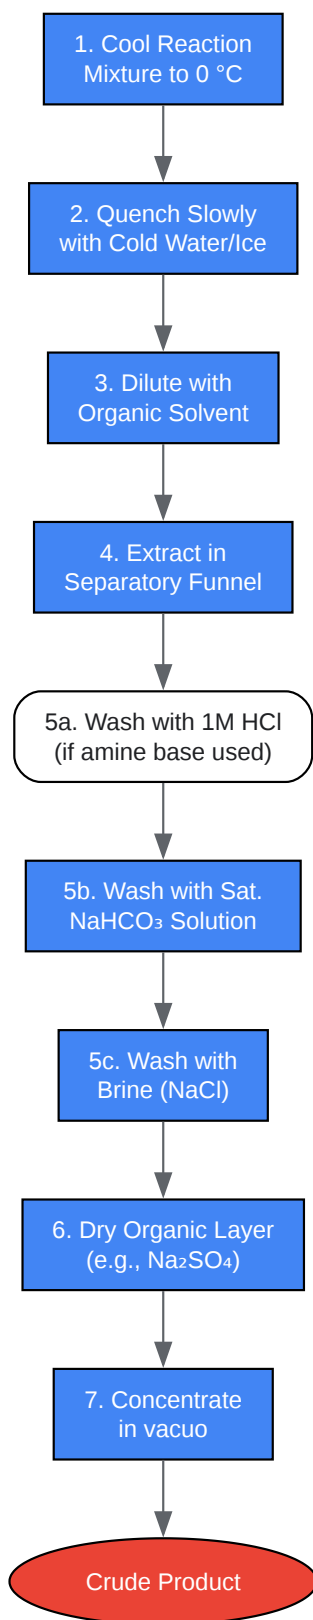 1. Cool Reaction
Mixture to 0 °C
2. Quench Slowly
with Cold Water/Ice
3. Dilute with
Organic Solvent
4. Extract in
Separatory Funnel
5a. Wash with 1M HCl
(if amine base used)
5b. Wash with Sat.
NaHCO₃ Solution
5c. Wash with
Brine (NaCl)
6. Dry Organic Layer
(e.g., Na₂SO₄)
7. Concentrate
in vacuo
Crude Product